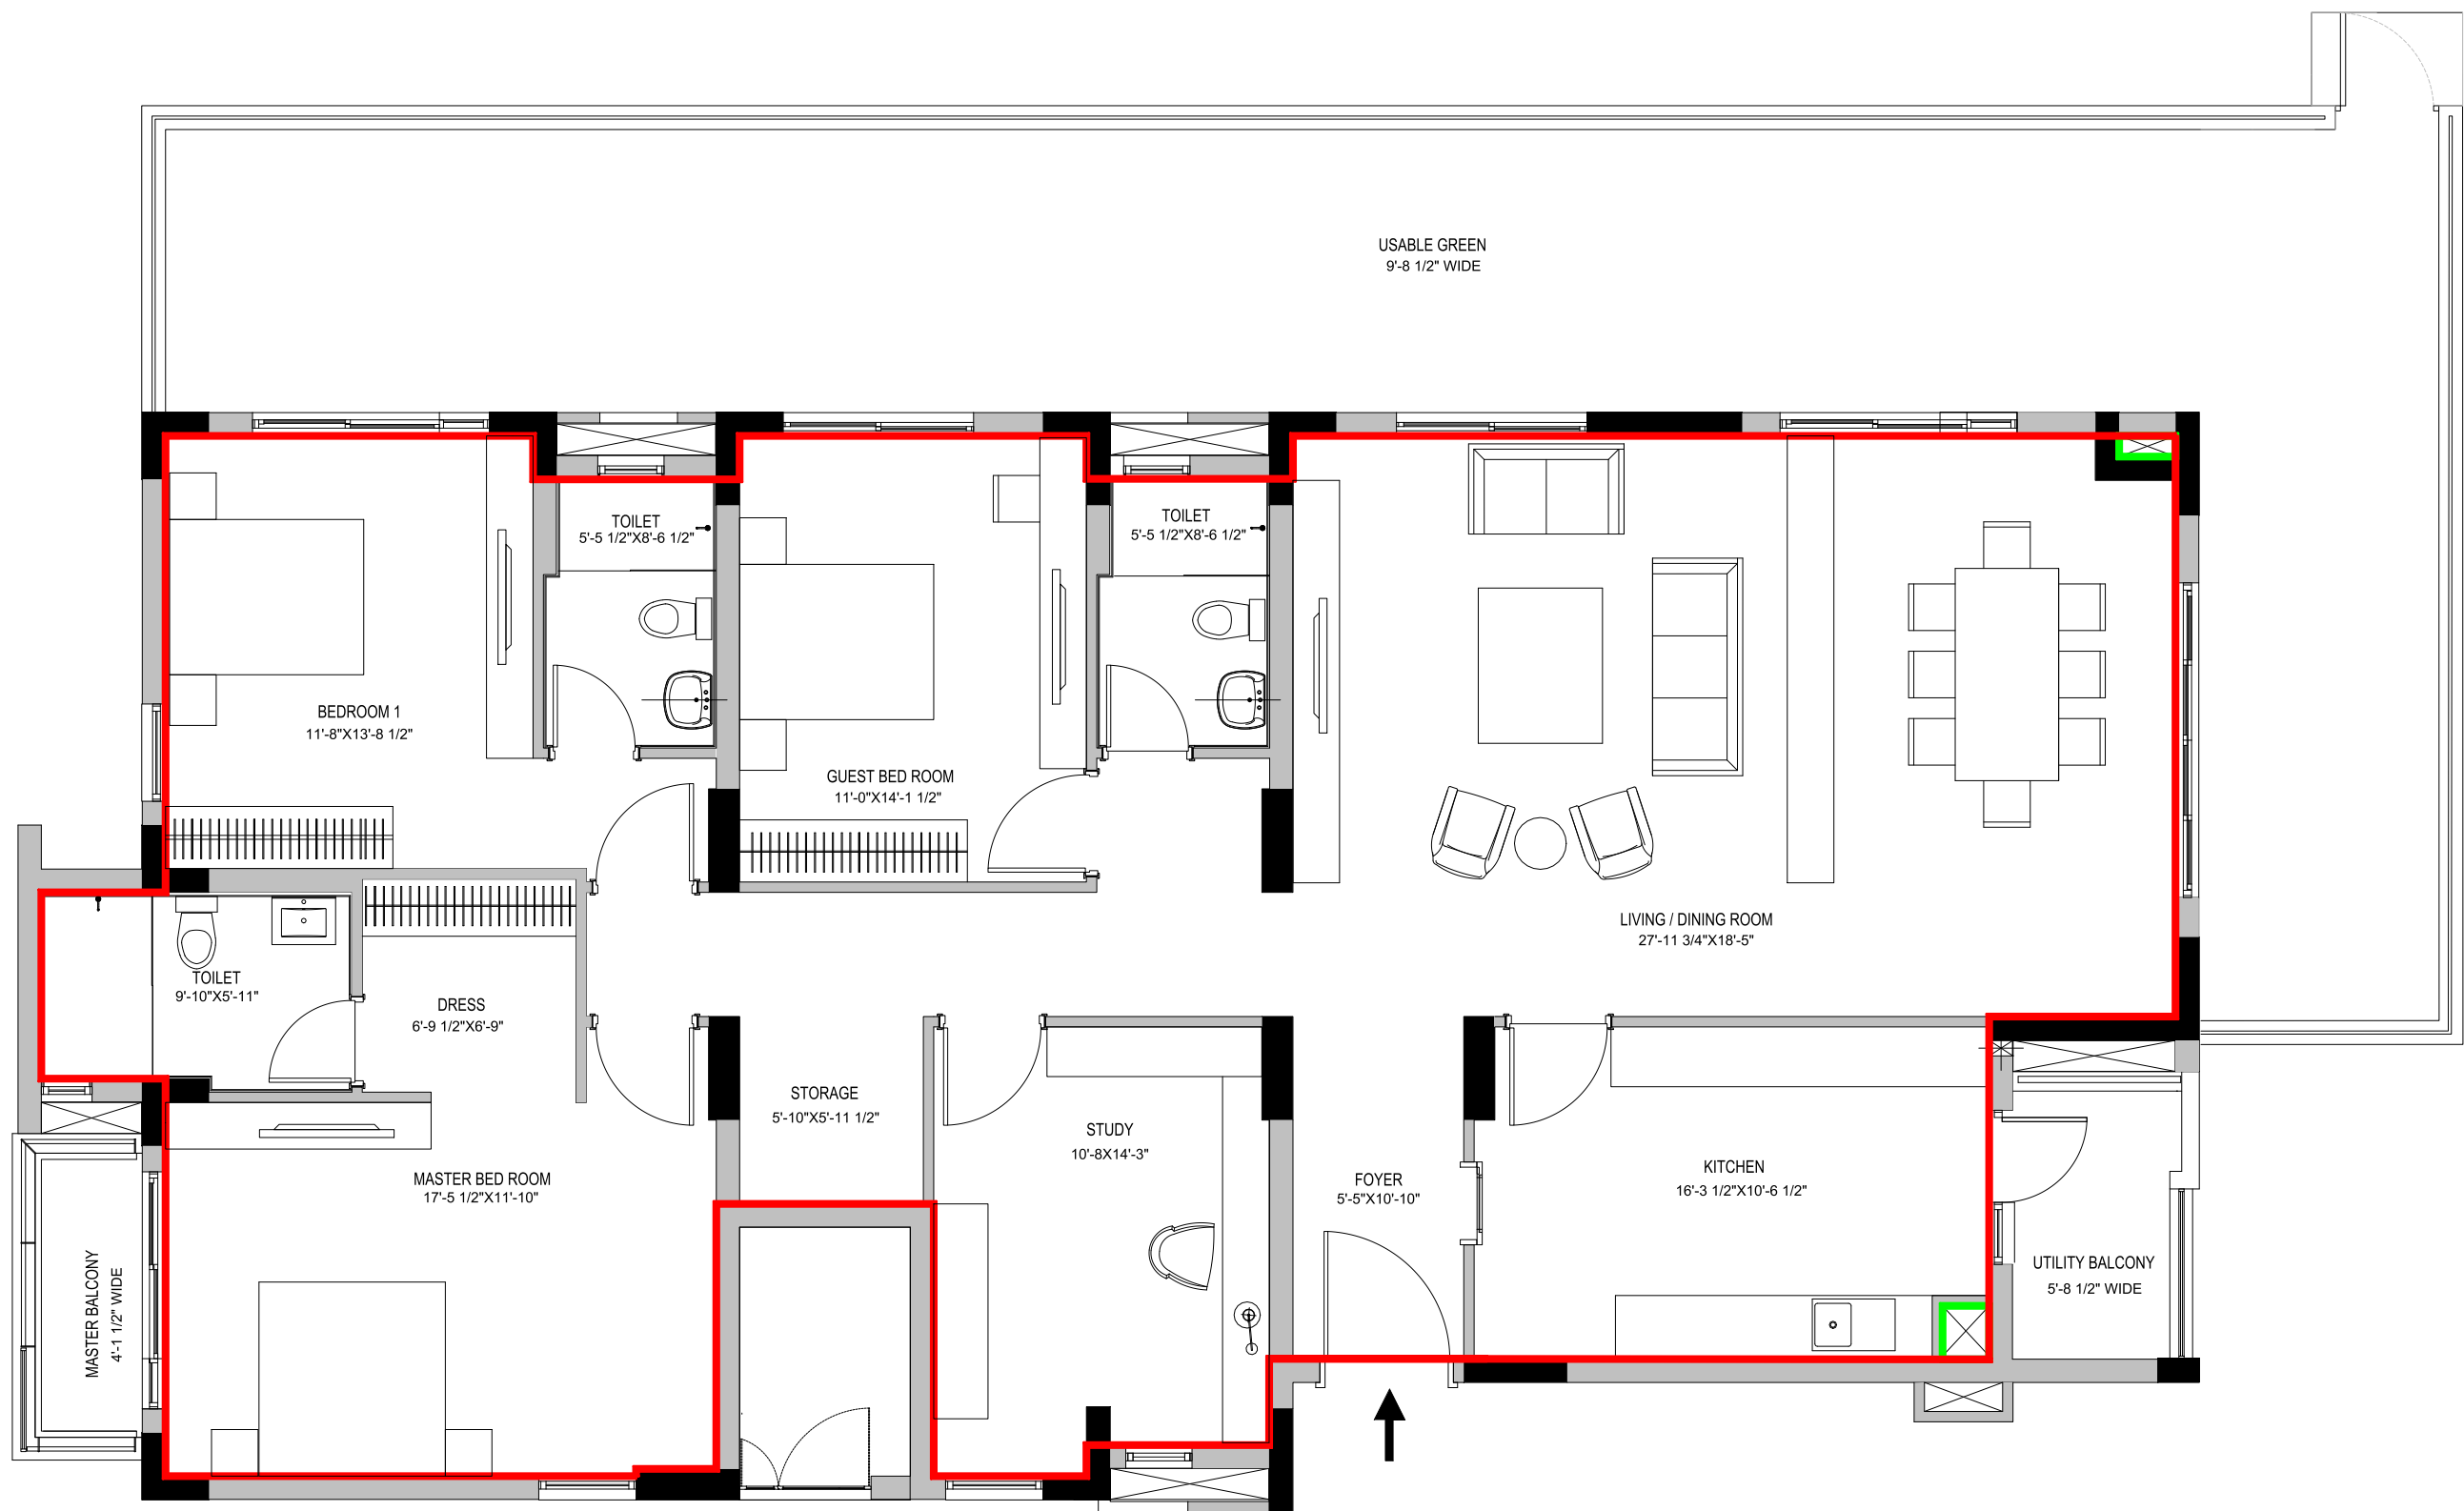 USABLE GREEN
9'-8 1/2" WIDE
TOILET
5'-5 1/2"X8'-6 1/2"
TOILET
5'-5 1/2"X8'-6 1/2"
BEDROOM 1
11'-8"X13'-8 1/2"
GUEST BED ROOM
11'-0"X14'-1 1/2"
LIVING / DINING ROOM
27'-11 3/4"X18'-5"
TOILET
9'-10"X5'-11"
DRESS
6'-9 1/2"X6'-9"
STORAGE
5'-10"X5'-11 1/2"
STUDY
10'-8X14'-3"
MASTER BED ROOM
17'-5 1/2"X11'-10"
FOYER
5'-5"X10'-10"
KITCHEN
16'-3 1/2"X10'-6 1/2"
UTILITY BALCONY
5'-8 1/2" WIDE
MASTER BALCONY
4'-1 1/2" WIDE